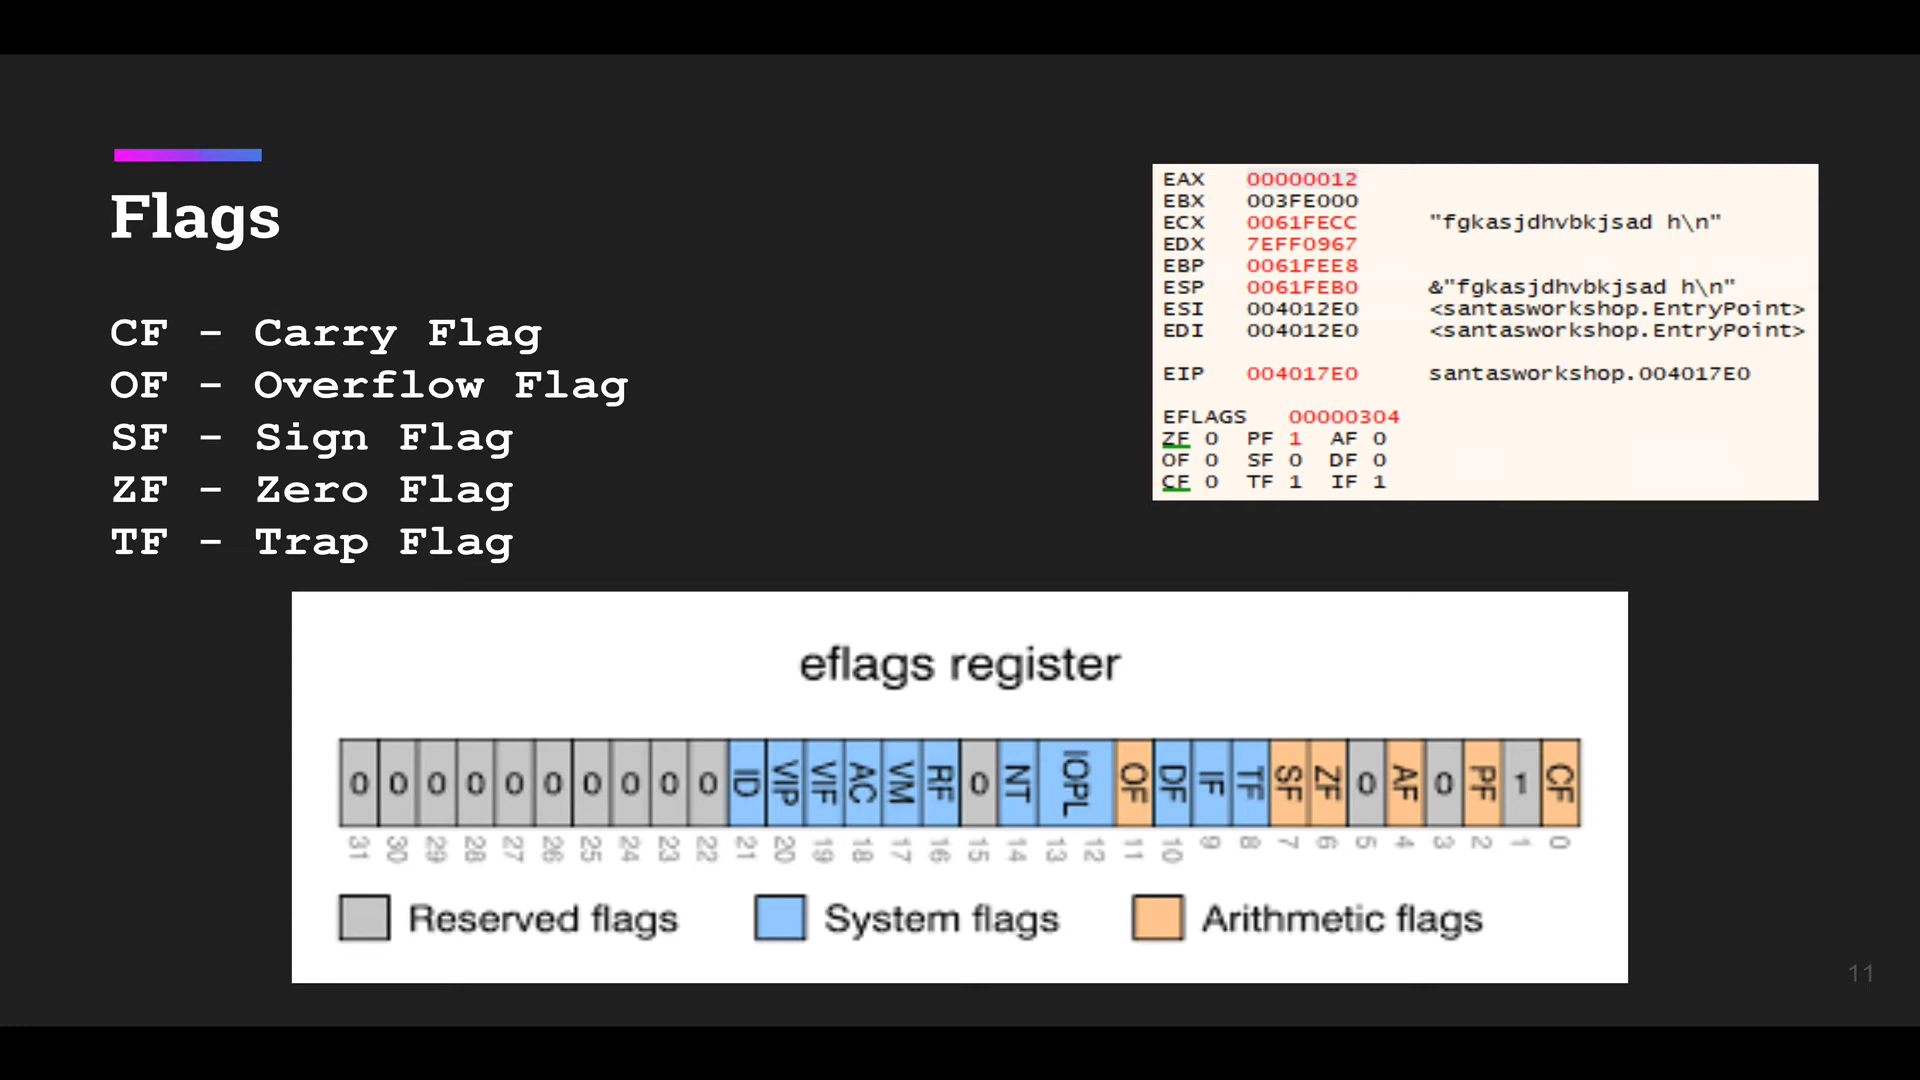 Flags
CF - Carry Flag
OF - Overflow Flag
SF - Sign Flag
ZF - Zero Flag
TF - Trap Flag
EAX 00000012
EBX 003FE000
ECX 0061FECC "fgkasjdhvbkjsad h\n"
EDX 7EFF0967
EBP 0061FEE8
ESP 0061FEB0 &"fgkasjdhvbkjsad h\n"
ESI 004012E0 <santasworkshop.EntryPoint>
EDI 004012E0 <santasworkshop.EntryPoint>
EIP 004017E0 santasworkshop.004017E0
EFLAGS 00000304
ZF 0 PF 1 AF 0
OF 0 SF 0 DF 0
CF 0 TF 1 IF 1
eflags register
0 0 0 0 0 0 0 0 0 0 ID VIP VIF AC VM RF 0 NT IOPL OF DF IF TF SF ZF 0 AF 0 PF 1 CF
31 30 29 28 27 26 25 24 23 22 21 20 19 18 17 16 15 14 13 12 11 10 9 8 7 6 5 4 3 2 1 0
Reserved flags System flags Arithmetic flags
11